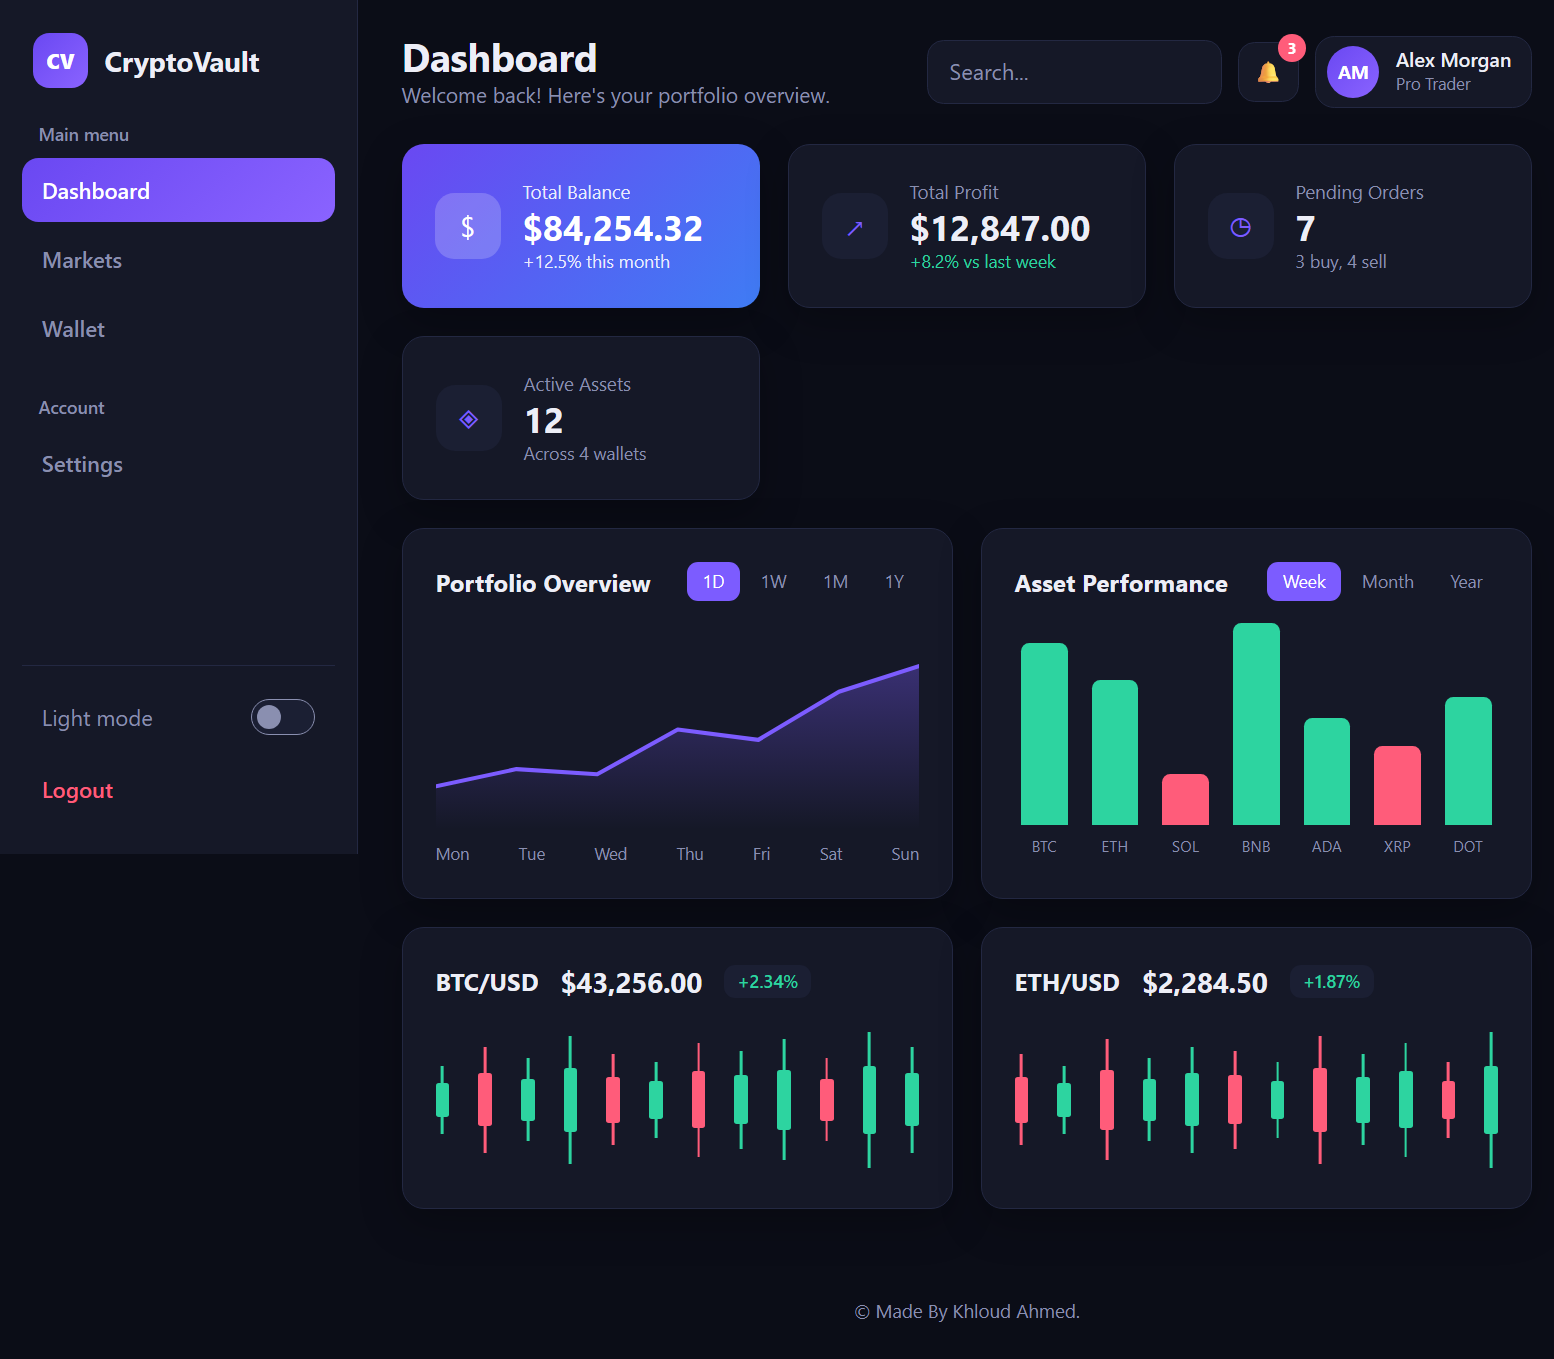 cv CryptoVault
Main menu
Dashboard
Markets
Wallet
Account
Settings
Light mode
Logout
Dashboard
Welcome back! Here's your portfolio overview.
Search...
3
AM
Alex Morgan
Pro Trader
$
Total Balance
$84,254.32
+12.5% this month
Total Profit
$12,847.00
+8.2% vs last week
Pending Orders
7
3 buy, 4 sell
Active Assets
12
Across 4 wallets
Portfolio Overview 1D 1W 1M 1Y
Mon Tue Wed Thu Fri Sat Sun
Asset Performance Week Month Year
BTC ETH SOL BNB ADA XRP DOT
BTC/USD $43,256.00 +2.34%
ETH/USD $2,284.50 +1.87%
© Made By Khloud Ahmed.